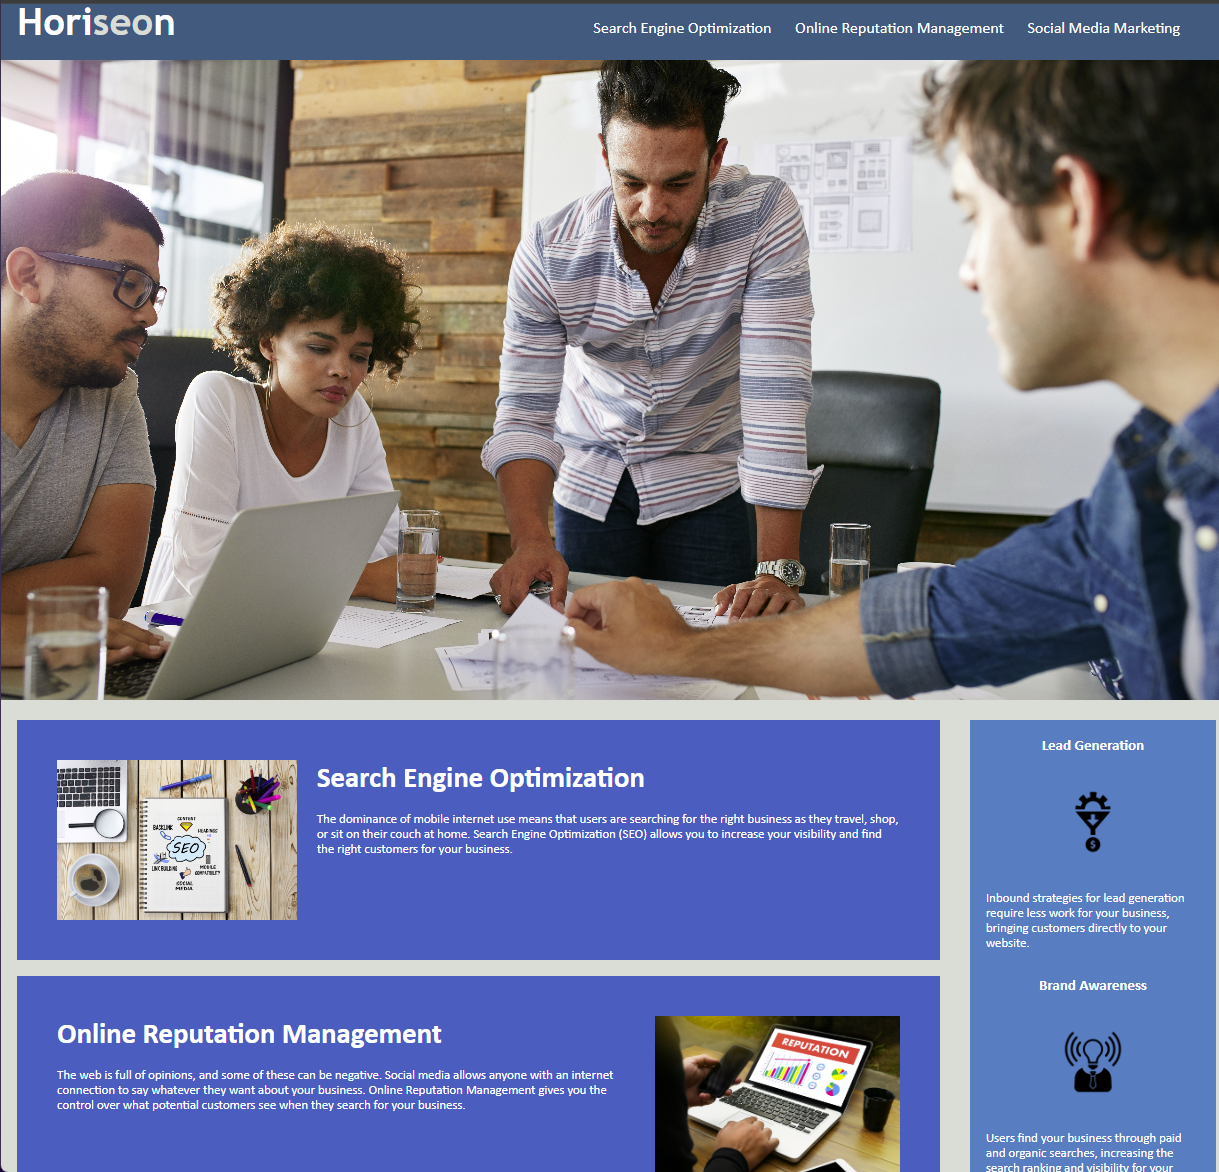 Horiseon
Search Engine Optimization
Online Reputation Management
Social Media Marketing
Search Engine Optimization
The dominance of mobile internet use means that users are searching for the right business as they travel, shop,
or sit on their couch at home. Search Engine Optimization (SEO) allows you to increase your visibility and find
the right customers for your business.
CONTENT
BACKLINK
HEADINGS
SEO
LINK BUILDING
MOBILE
COMPATIBILITY
SOCIAL
MEDIA
Online Reputation Management
The web is full of opinions, and some of these can be negative. Social media allows anyone with an internet
connection to say whatever they want about your business. Online Reputation Management gives you the
control over what potential customers see when they search for your business.
REPUTATION
Lead Generation
$
Inbound strategies for lead generation
require less work for your business,
bringing customers directly to your
website.
Brand Awareness
Users find your business through paid
and organic searches, increasing the
search ranking and visibility for your